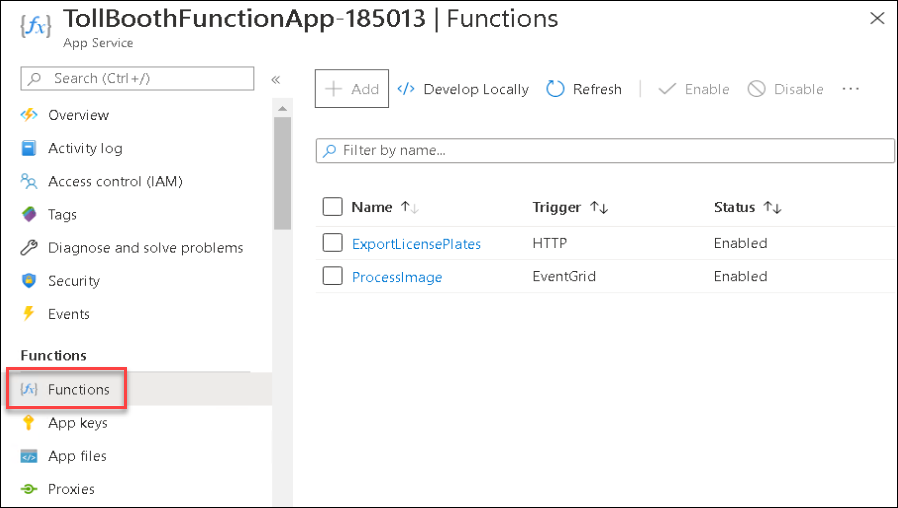 TollBoothFunctionApp-185013 | Functions
App Service
Search (Ctrl+/)
«
Overview
Activity log
Access control (IAM)
Tags
Diagnose and solve problems
Security
Events
Functions
Functions
App keys
App files
Proxies
Add
Develop Locally
Refresh
Enable
Disable
...
Filter by name...
Name Trigger Status
ExportLicensePlates HTTP Enabled
ProcessImage EventGrid Enabled